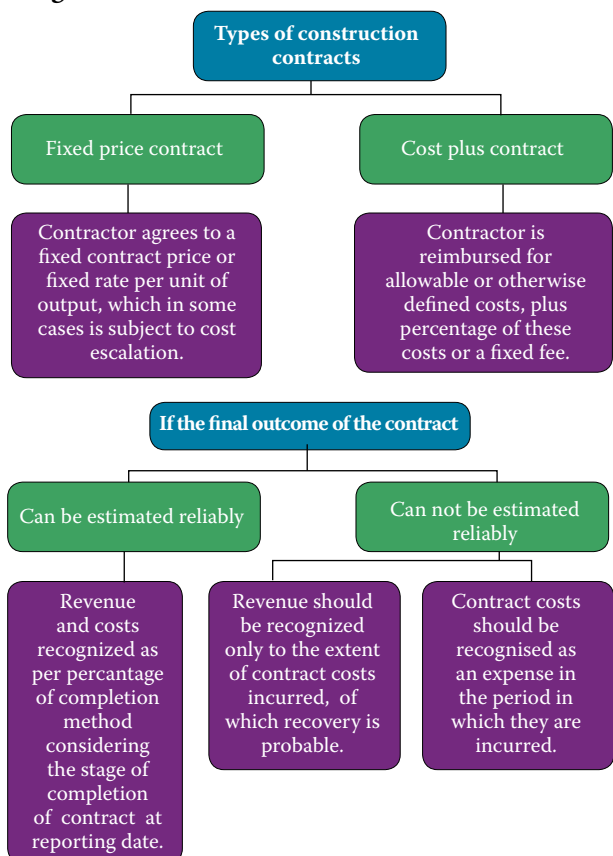 Types of construction
contracts
Fixed price contract
Cost plus contract
Contractor agrees to a
fixed contract price or
fixed rate per unit of
output, which in some
cases is subject to cost
escalation.
Contractor is
reimbursed for
allowable or otherwise
defined costs, plus
percentage of these
costs or a fixed fee.
If the final outcome of the contract
Can be estimated reliably
Can not be estimated
reliably
Revenue
and costs
recognized as
per percantage
of completion
method
considering
the stage of
completion
of contract at
reporting date.
Revenue should
be recognized
only to the extent
of contract costs
incurred, of
which recovery is
probable.
Contract costs
should be
recognised as
an expense in
the period in
which they are
incurred.